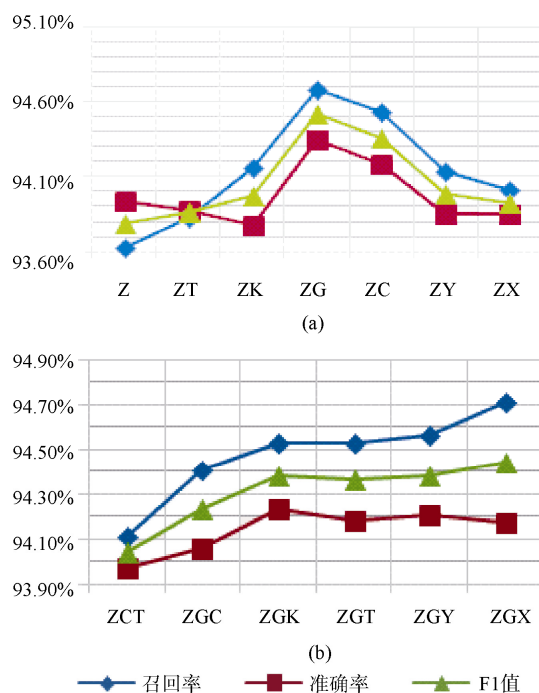 95.10%
94.60%
94.10%
93.60%
Z ZT ZK ZG ZC ZY ZX
(a)
94.90%
94.70%
94.50%
94.30%
94.10%
93.90%
ZCT ZGC ZGK ZGT ZGY ZGX
(b)
召回率 准确率 F1值